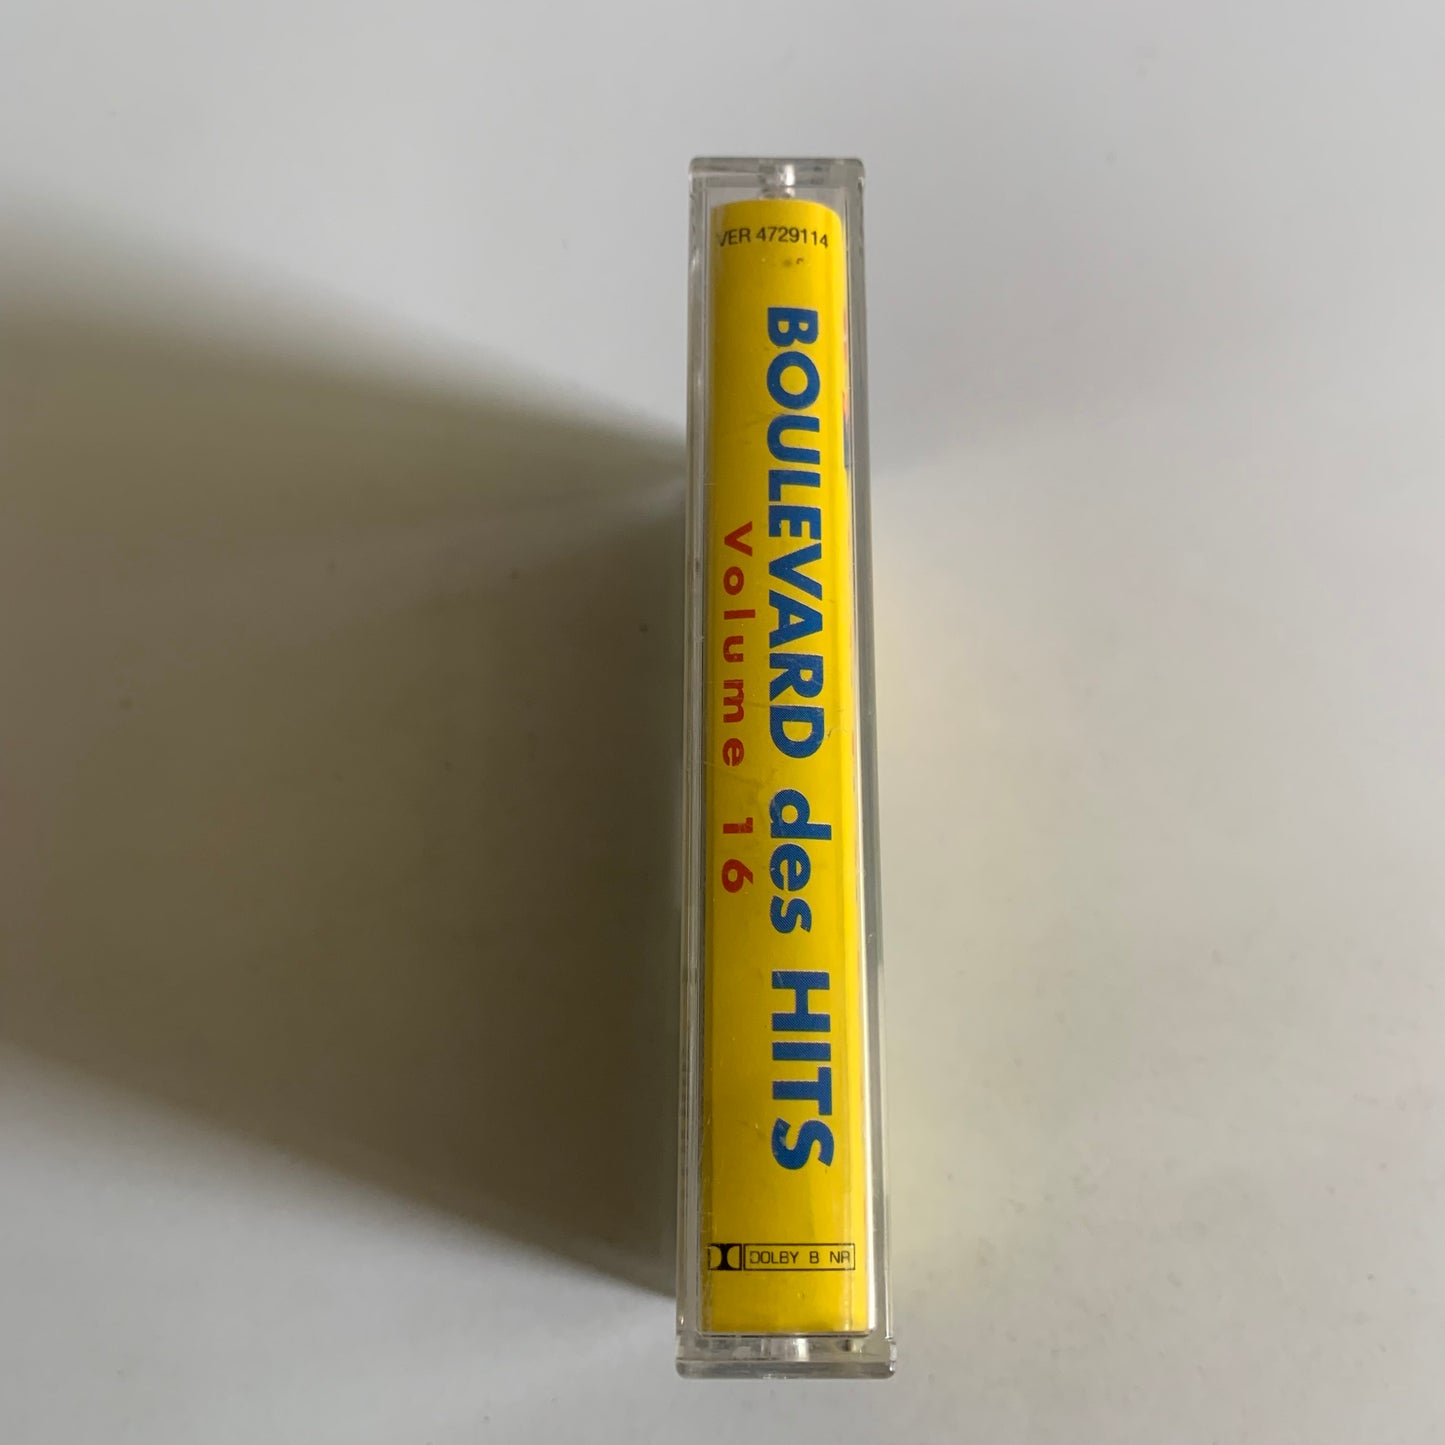 VER 4729114
BOULEVARD des HITS
Volume 16
DOLBY B NR